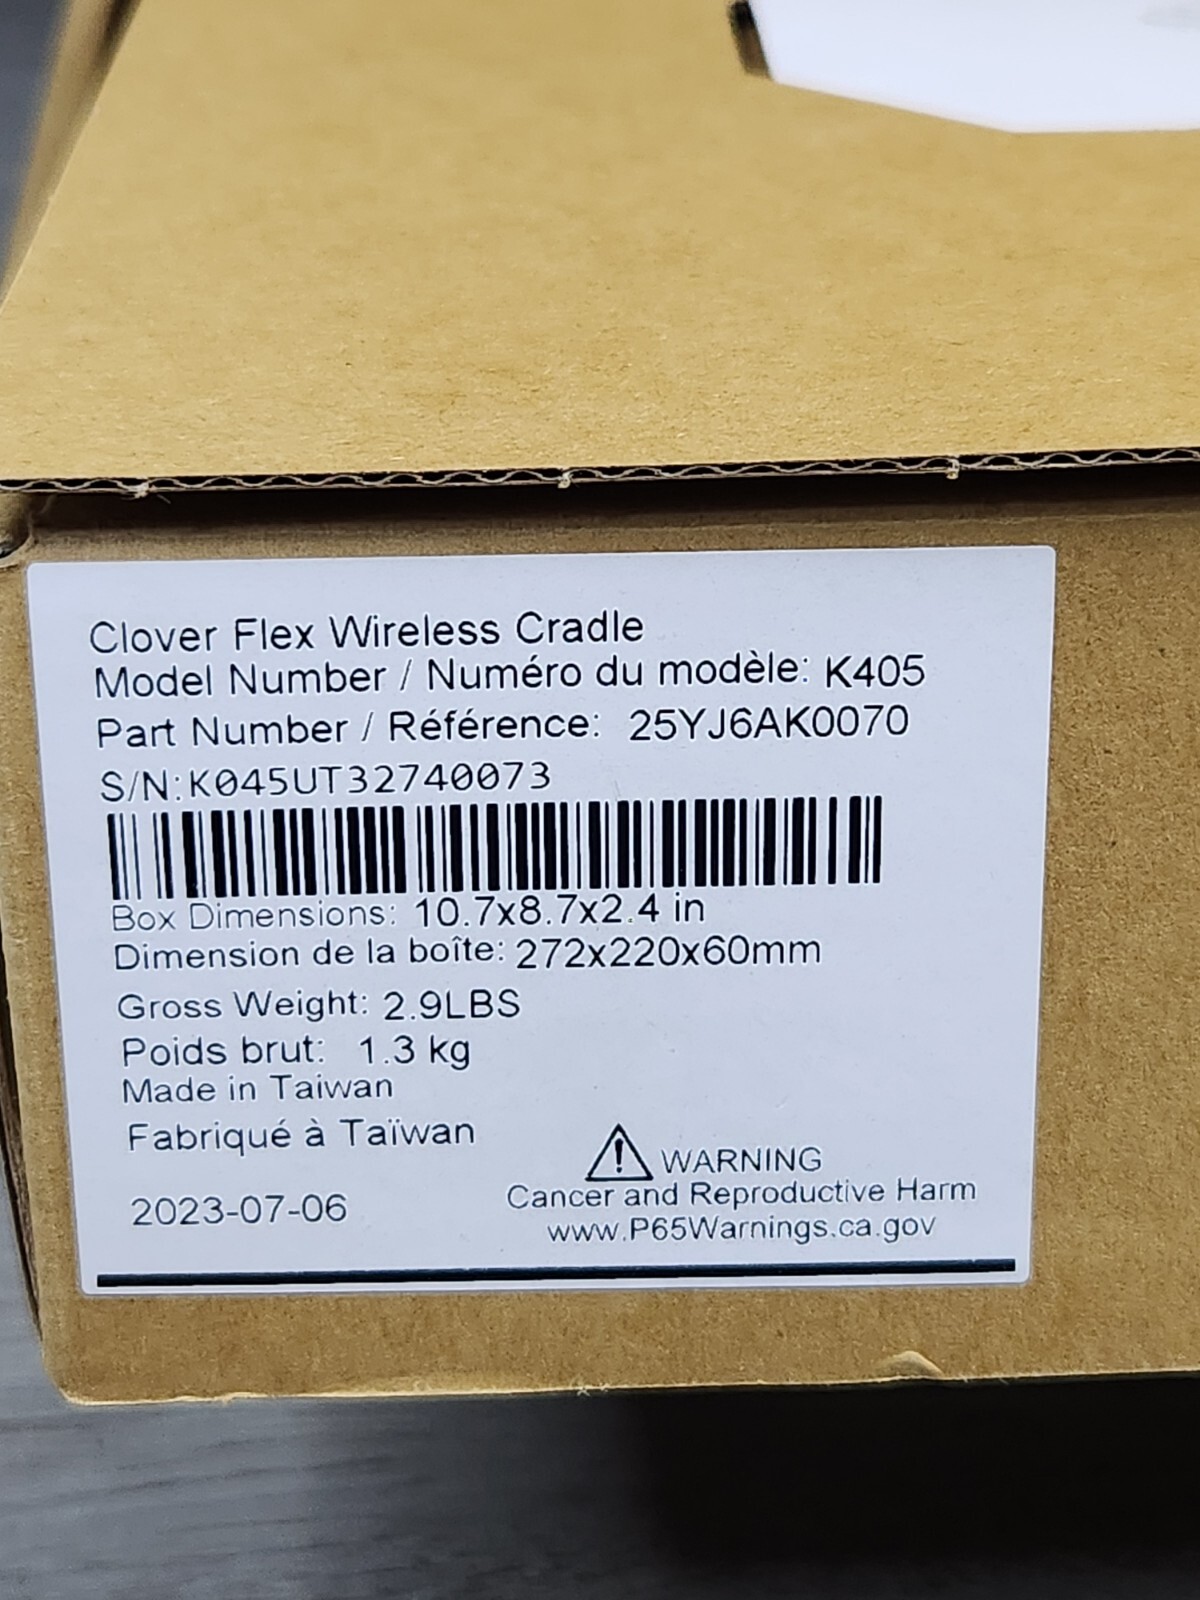 Clover Flex Wireless Cradle
Model Number / Numéro du modèle: K405
Part Number / Référence: 25YJ6AK0070
S/N:K045UT32740073
Box Dimensions: 10.7x8.7x2.4 in
Dimension de la boîte: 272x220x60mm
Gross Weight: 2.9LBS
Poids brut: 1.3 kg
Made in Taiwan
Fabriqué à Taïwan
WARNING
Cancer and Reproductive Harm
2023-07-06
www.P65Warnings.ca.gov